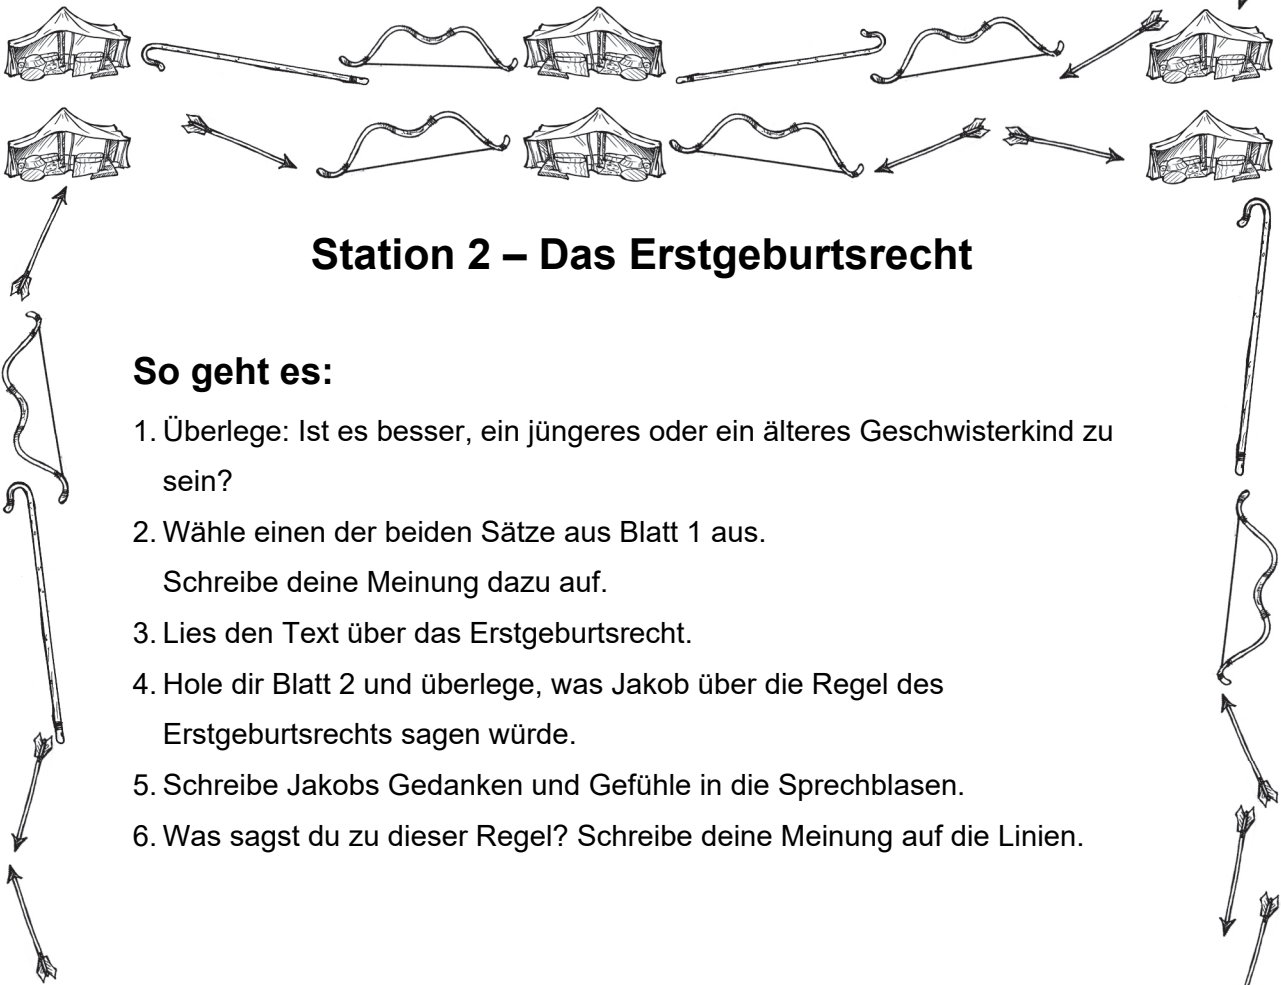 Station 2 – Das Erstgeburtsrecht
So geht es:
1. Überlege: Ist es besser, ein jüngeres oder ein älteres Geschwisterkind zu
sein?
2. Wähle einen der beiden Sätze aus Blatt 1 aus.
Schreibe deine Meinung dazu auf.
3. Lies den Text über das Erstgeburtsrecht.
4. Hole dir Blatt 2 und überlege, was Jakob über die Regel des
Erstgeburtsrechts sagen würde.
5. Schreibe Jakobs Gedanken und Gefühle in die Sprechblasen.
6. Was sagst du zu dieser Regel? Schreibe deine Meinung auf die Linien.